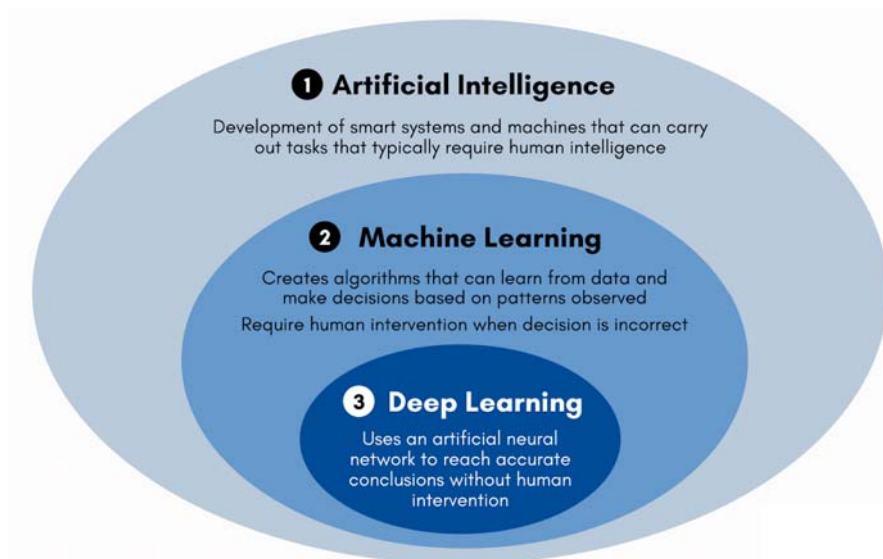 1 Artificial Intelligence
Development of smart systems and machines that can carry
out tasks that typically require human intelligence
2 Machine Learning
Creates algorithms that can learn from data and
make decisions based on patterns observed
Require human intervention when decision is incorrect
3 Deep Learning
Uses an artificial neural
network to reach accurate
conclusions without human
intervention